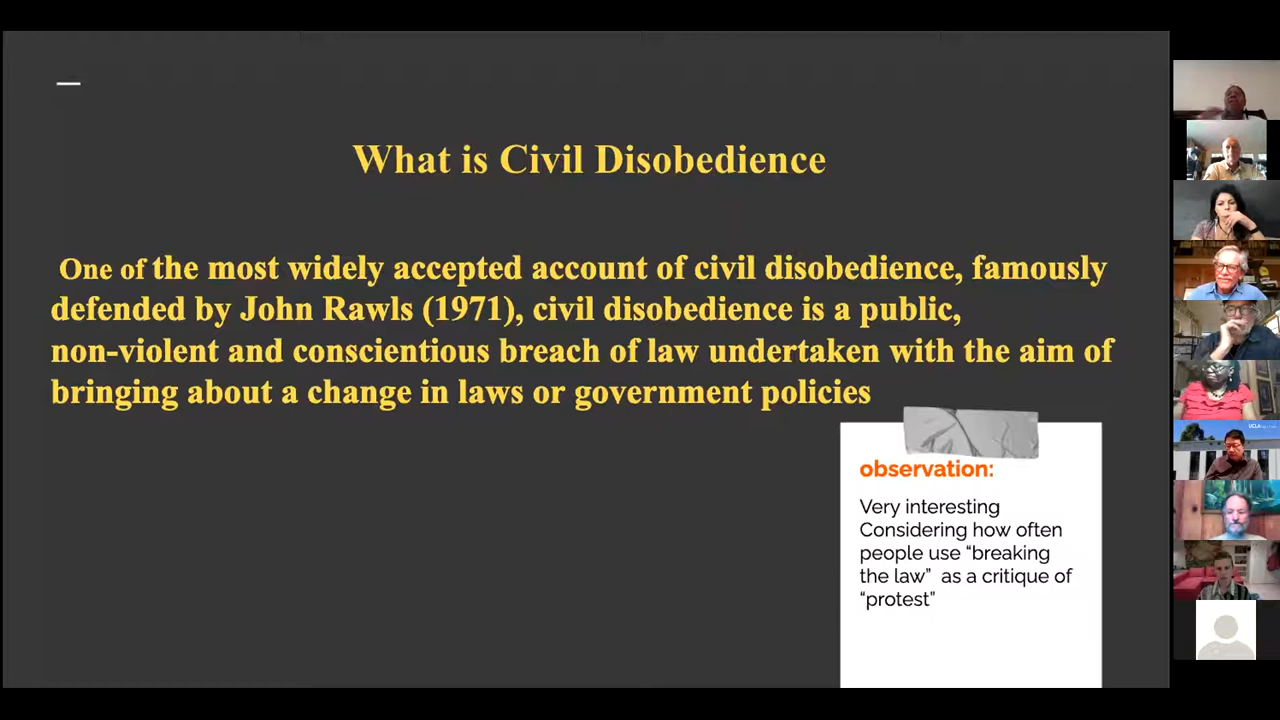 What is Civil Disobedience
One of the most widely accepted account of civil disobedience, famously
defended by John Rawls (1971), civil disobedience is a public,
non-violent and conscientious breach of law undertaken with the aim of
bringing about a change in laws or government policies
observation:
Very interesting
Considering how often
people use “breaking
the law” as a critique of
“protest”
UCLA